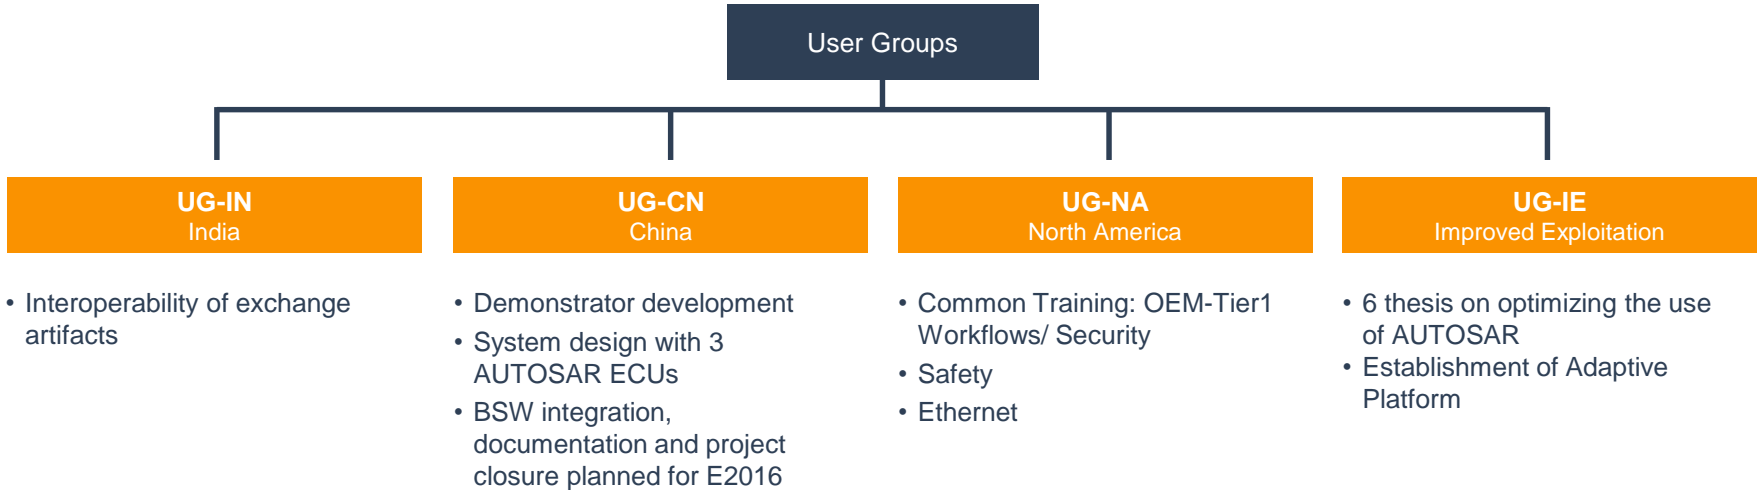 User Groups
UG-IN
India
UG-CN
China
UG-NA
North America
UG-IE
Improved Exploitation
• Interoperability of exchange
artifacts
• Demonstrator development
• System design with 3
AUTOSAR ECUs
• BSW integration,
documentation and project
closure planned for E2016
• Common Training: OEM-Tier1
Workflows/ Security
• Safety
• Ethernet
• 6 thesis on optimizing the use
of AUTOSAR
• Establishment of Adaptive
Platform